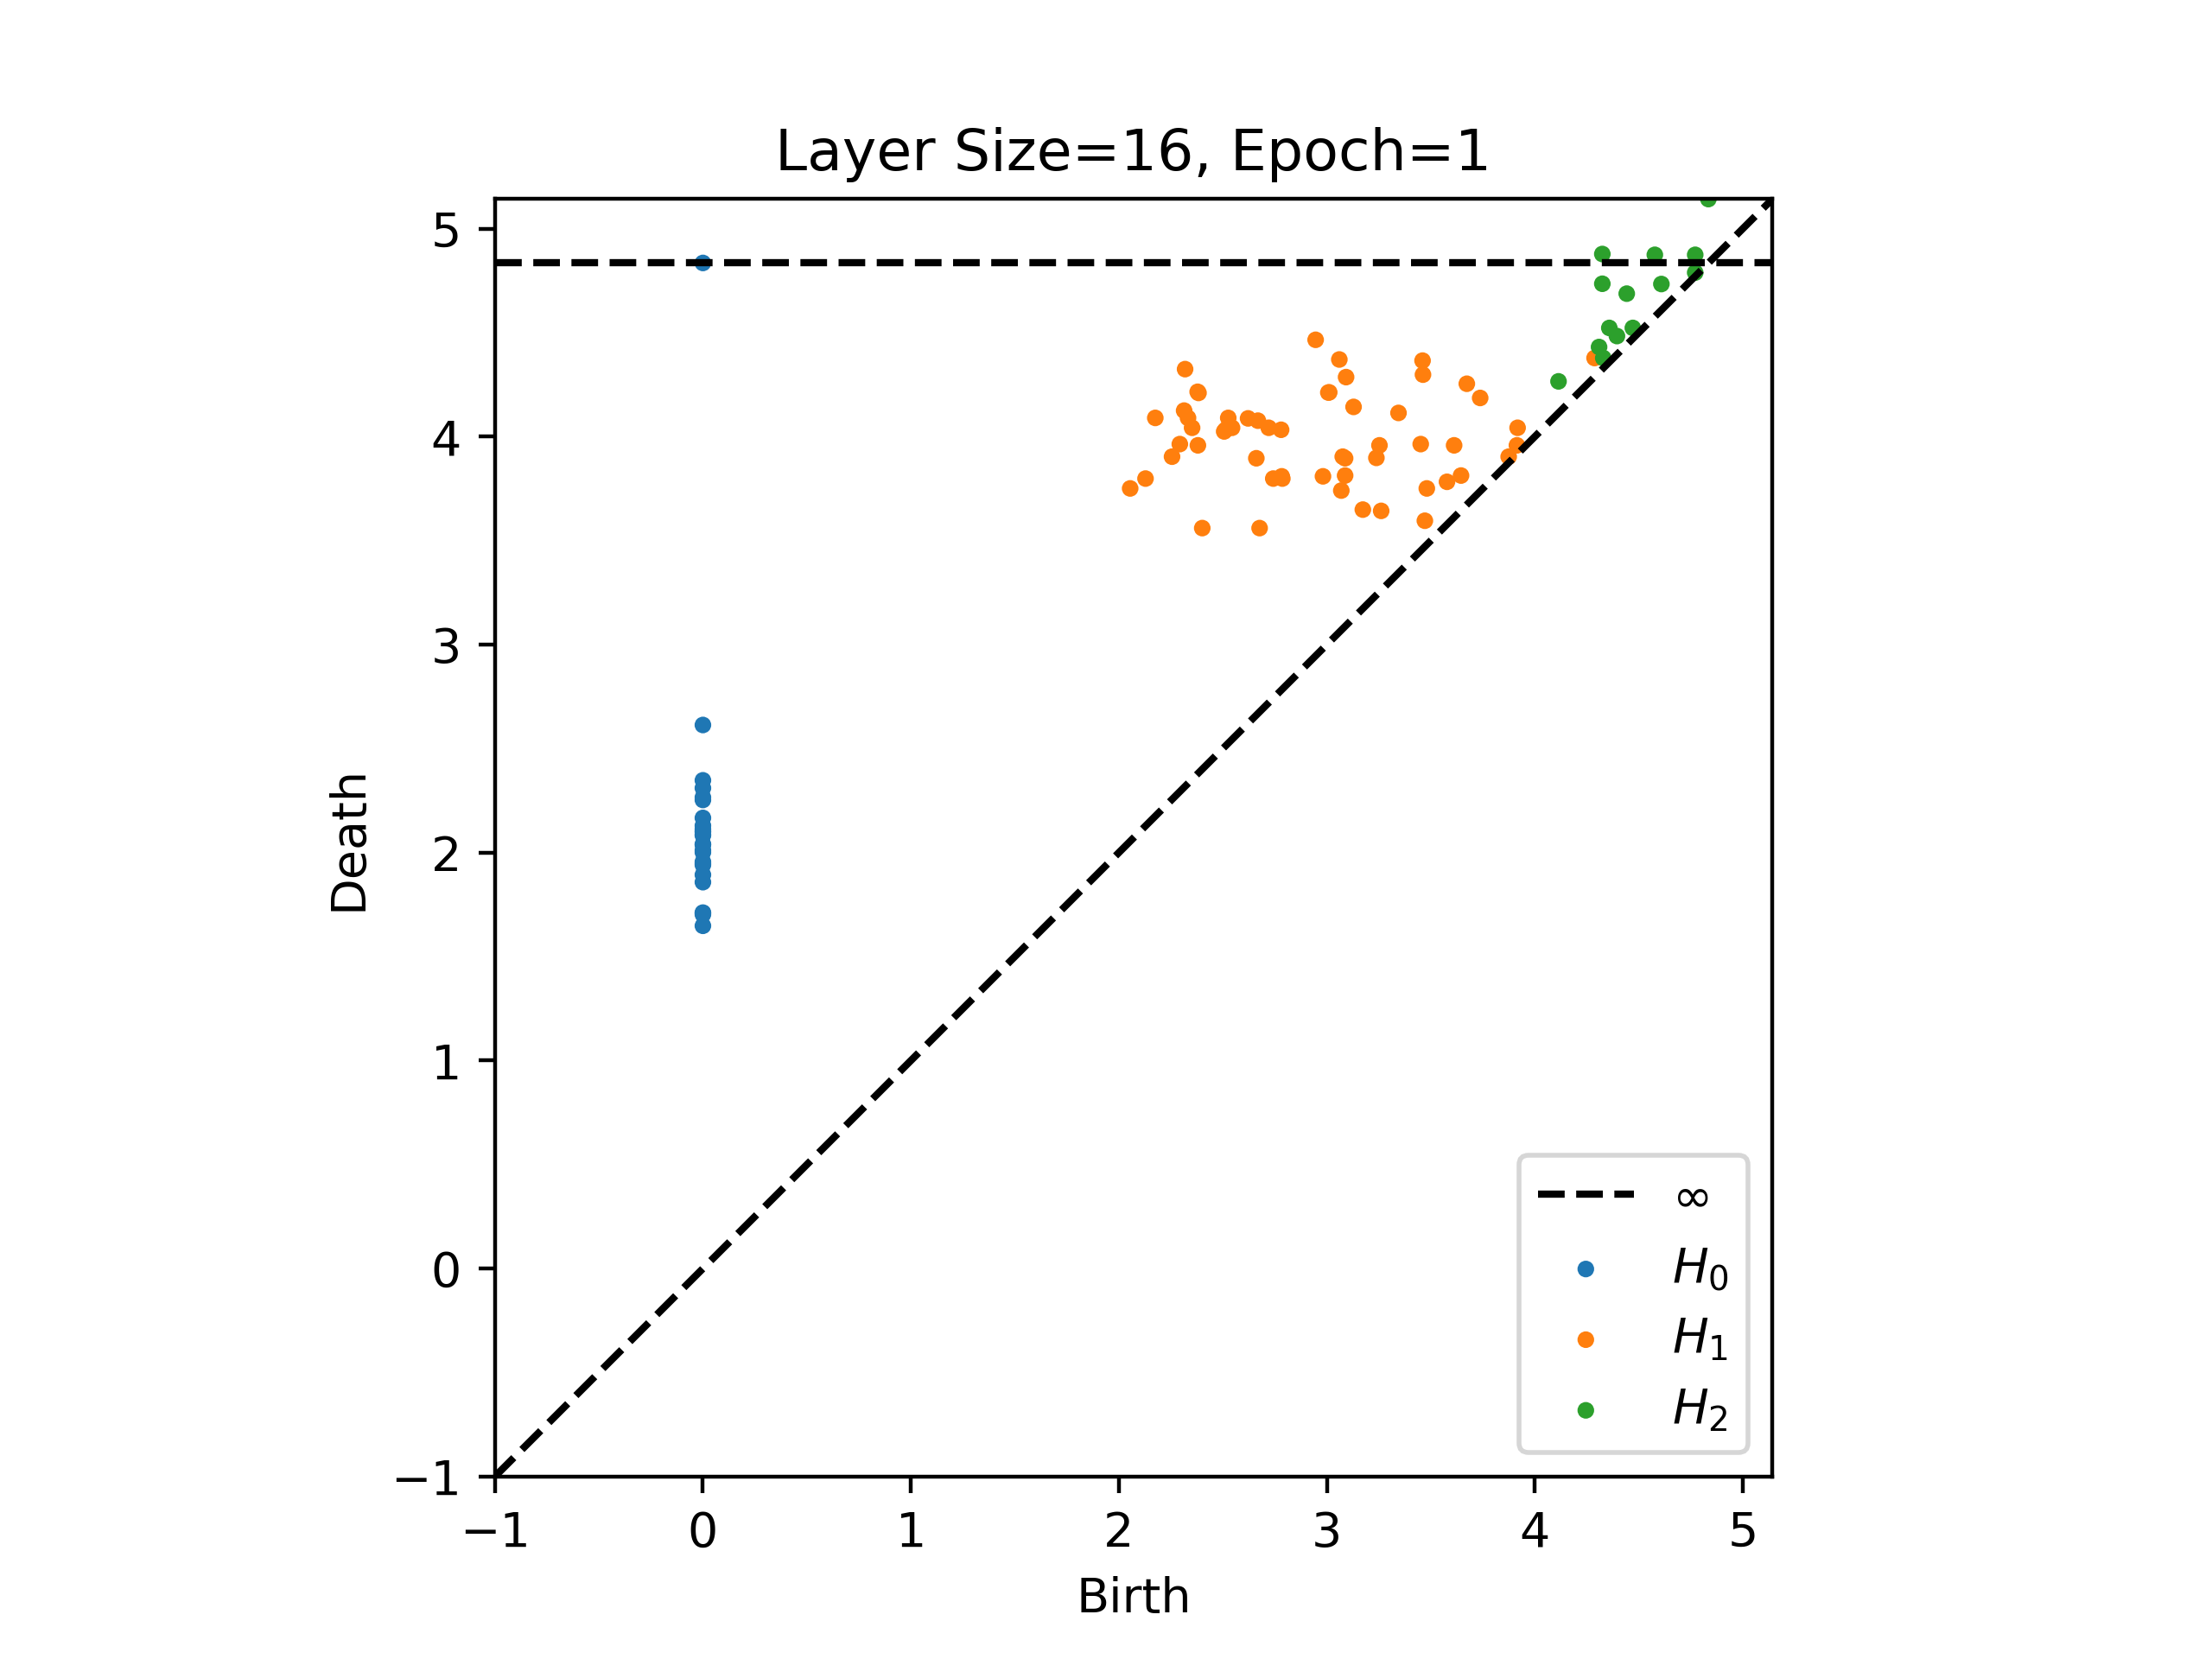 Layer Size=16, Epoch=1
5
4
3
2
1
0
−1
Death
−1 0 1 2 3 4 5
Birth
∞
H₀
H₁
H₂